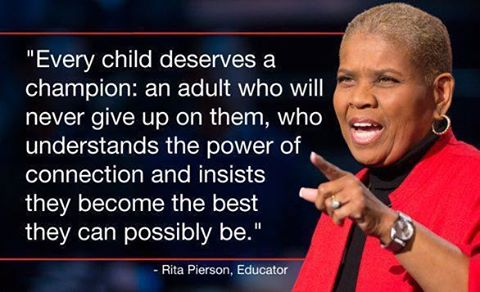 "Every child deserves a
champion: an adult who will
never give up on them, who
understands the power of
connection and insists
they become the best
they can possibly be."
- Rita Pierson, Educator